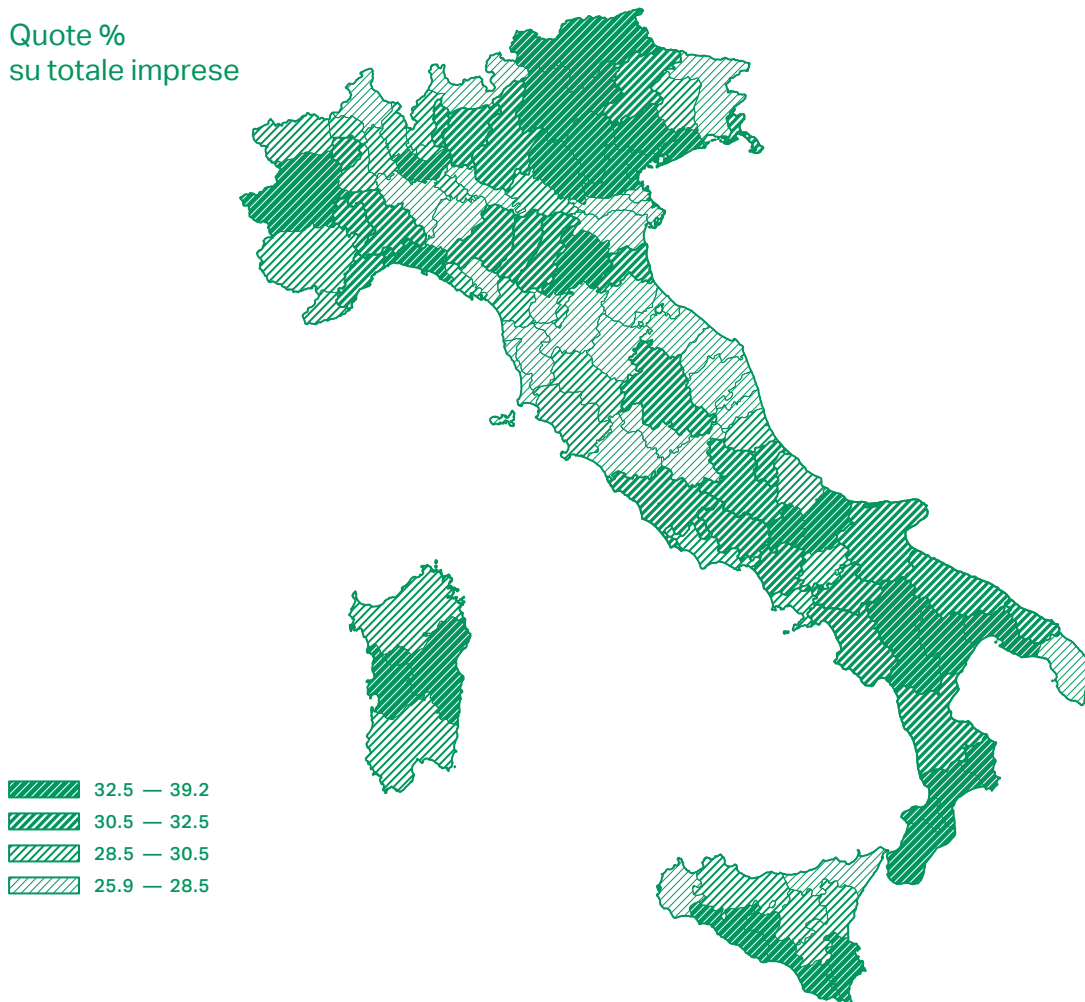 Quote %
su totale imprese
32.5 — 39.2
30.5 — 32.5
28.5 — 30.5
25.9 — 28.5